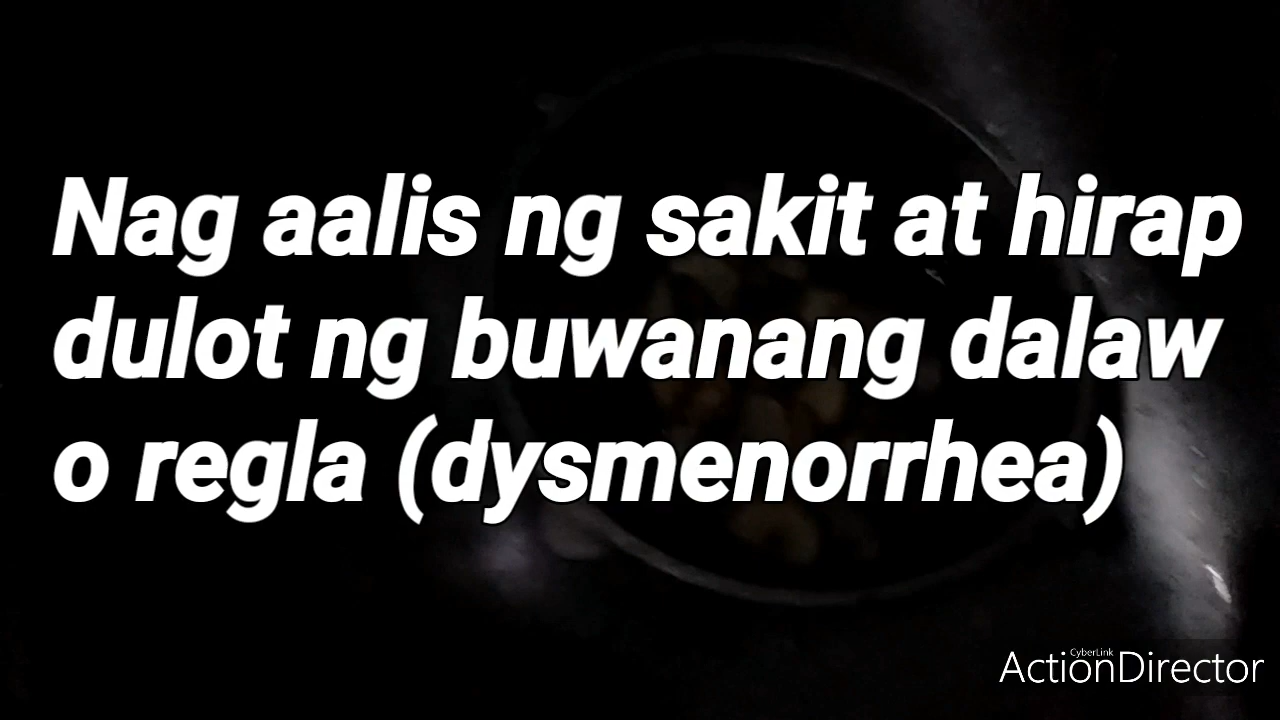 Nag aalis ng sakit at hirap
dulot ng buwanang dalaw
o regla (dysmenorrhea)
CyberLink
ActionDirector